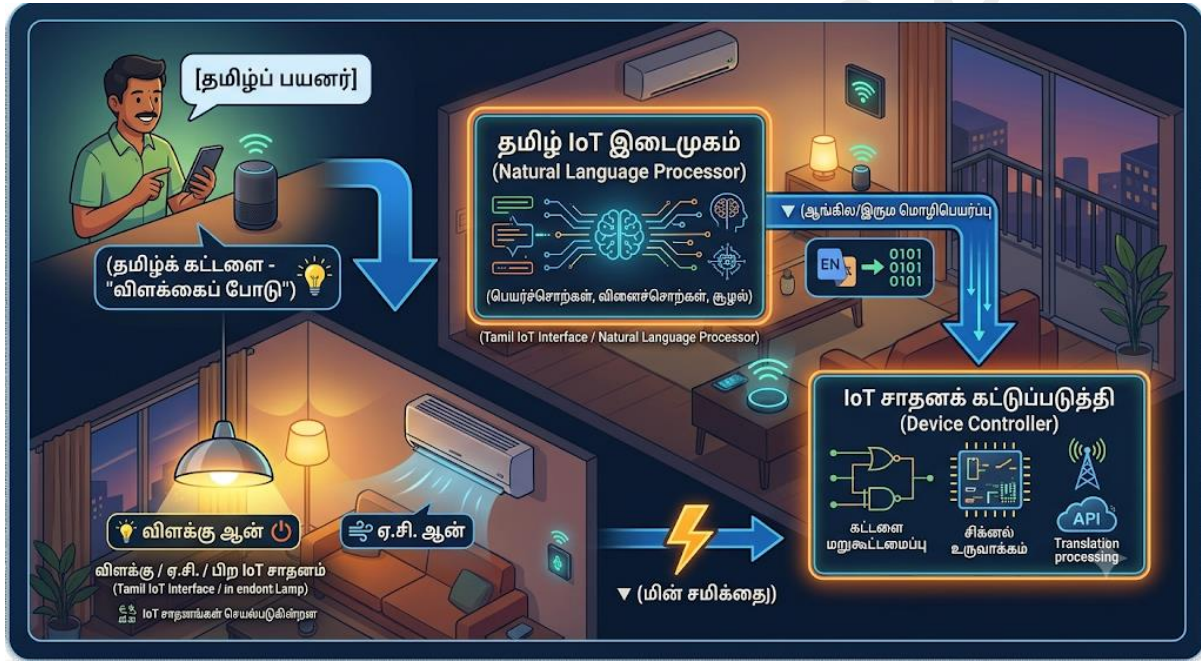 [தமிழ்ப் பயனர்]
(தமிழ்க் கட்டளை -
"விளக்கைப் போடு")
தமிழ் IoT இடைமுகம்
(Natural Language Processor)
(பெயர்ச்சொற்கள், வினைச்சொற்கள், சூழல்)
(Tamil IoT Interface / Natural Language Processor)
▼ (ஆங்கில/இரும மொழிபெயர்ப்பு
EN
0101
0101
0101
IoT சாதனக் கட்டுப்படுத்தி
(Device Controller)
கட்டளை
மறுகூட்டமைப்பு
சிக்னல்
உருவாக்கம்
API
Translation
processing
▼ (மின் சமிக்தை))
விளக்கு ஆன்
ஏ.சி. ஆன்
விளக்கு / ஏ.சி. / பிற IoT சாதனம்
(Tamil IoT Interface / in endont Lamp)
IoT சாதனங்கள் செயல்படுகின்றன